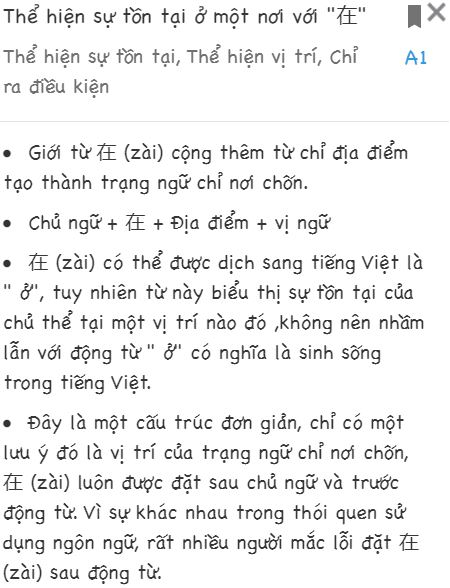 Thể hiện sự tồn tại ở một nơi với "在"
Thể hiện sự tồn tại, Thể hiện vị trí, Chỉ
ra điều kiện
A1
• Giới từ 在 (zài) cộng thêm từ chỉ địa điểm
tạo thành trạng ngữ chỉ nơi chốn.
• Chủ ngữ + 在 + Địa điểm + vị ngữ
• 在 (zài) có thể được dịch sang tiếng Việt là
" ở", tuy nhiên từ này biểu thị sự tồn tại của
chủ thể tại một vị trí nào đó ,không nên nhầm
lẫn với động từ " ở" có nghĩa là sinh sống
trong tiếng Việt.
• Đây là một cấu trúc đơn giản, chỉ có một
lưu ý đó là vị trí của trạng ngữ chỉ nơi chốn,
在 (zài) luôn được đặt sau chủ ngữ và trước
động từ. Vì sự khác nhau trong thói quen sử
dụng ngôn ngữ, rất nhiều người mắc lỗi đặt 在
(zài) sau động từ.